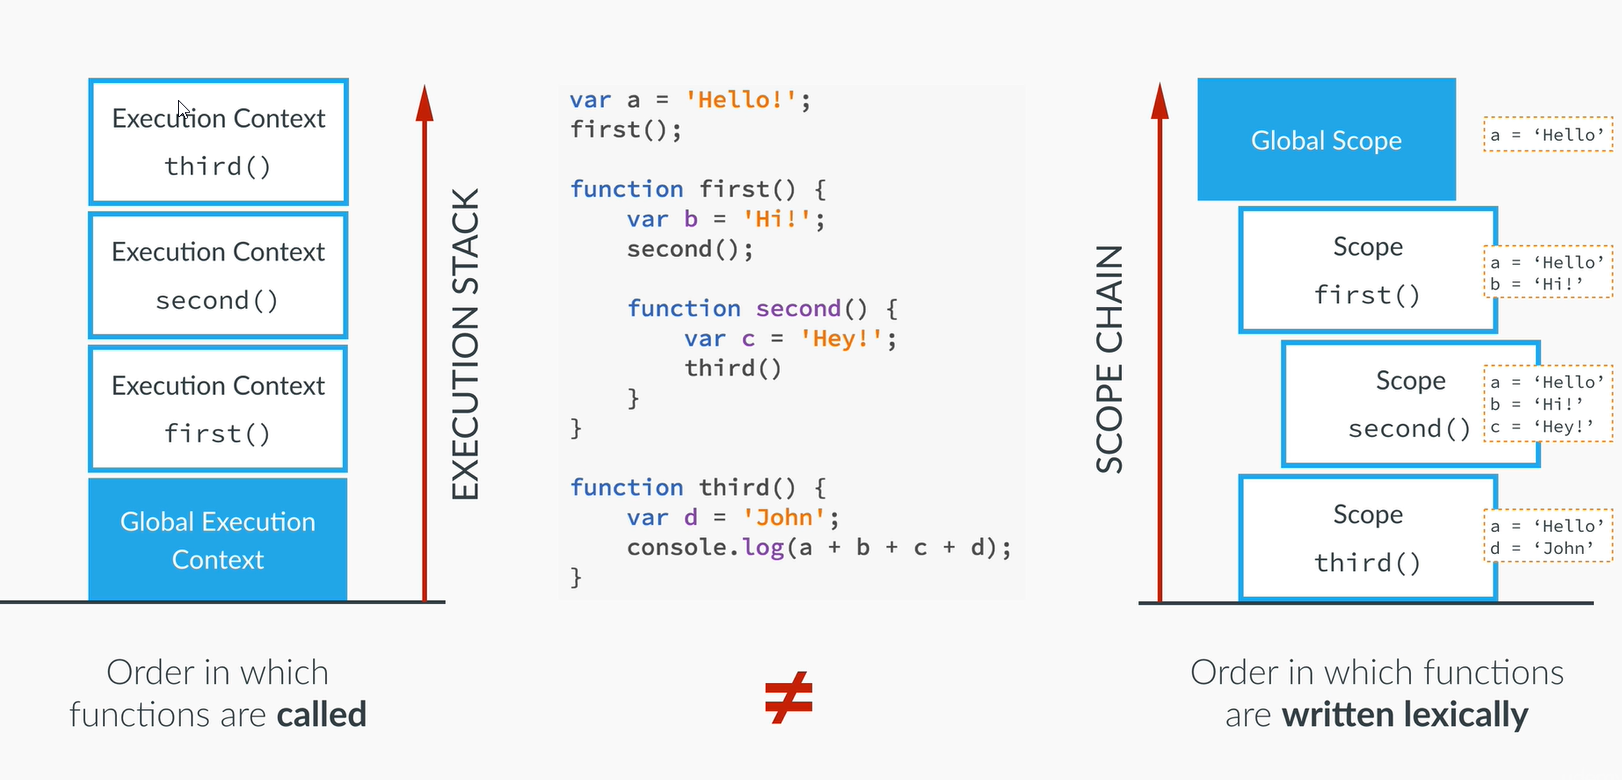 Execution Context
third()
Execution Context
second()
Execution Context
first()
Global Execution
Context
EXECUTION STACK
Order in which
functions are called
var a = 'Hello!';
first();
function first() {
    var b = 'Hi!';
    second();
    function second() {
        var c = 'Hey!';
        third()
    }
}
function third() {
    var d = 'John';
    console.log(a + b + c + d);
}
≠
SCOPE CHAIN
Global Scope
a = ‘Hello’
Scope
first()
a = ‘Hello’
b = ‘Hi!’
Scope
second()
a = ‘Hello’
b = ‘Hi!’
c = ‘Hey!’
Scope
third()
a = ‘Hello’
d = ‘John’
Order in which functions
are written lexically